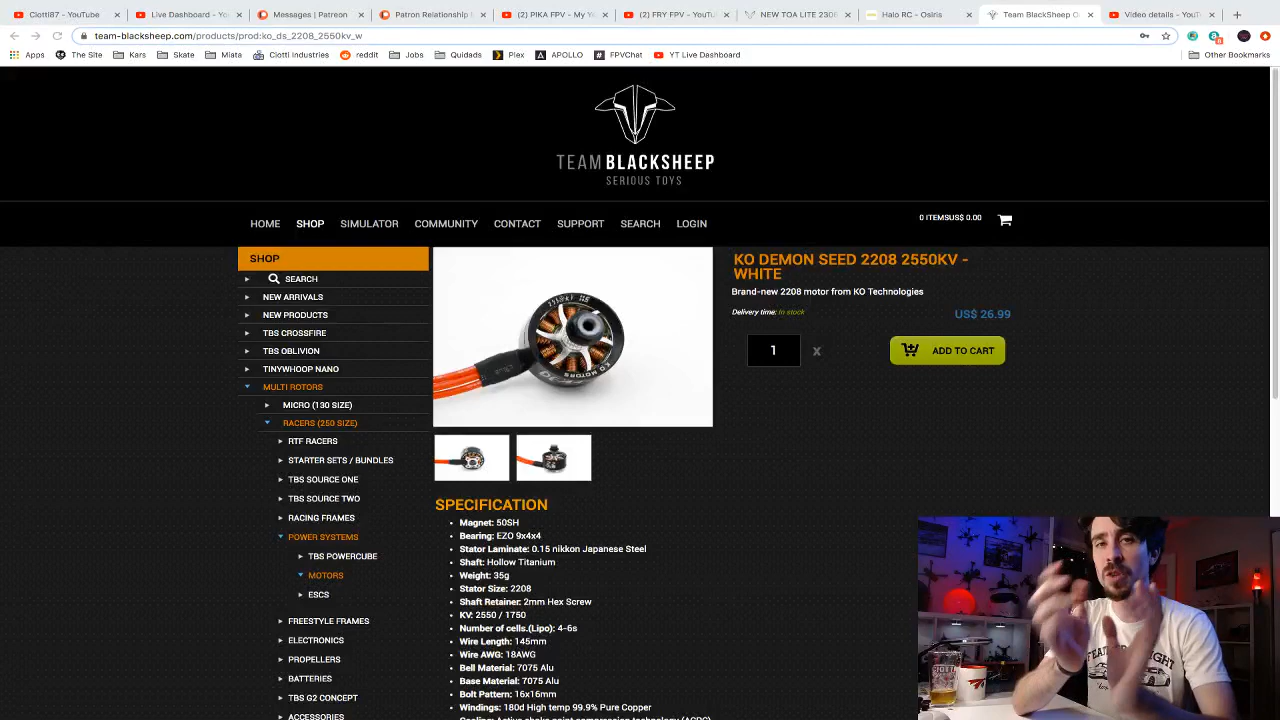 Ciotti87 - Live
Live Dashboard - You
Messages | Patreon
Patron Relationship
(2) PIKA FPV - My
(2) FRY FPV - YouTu
NEW TOA LITE 2306
Halo RC - Osiris
Team BlackSheep O
Video details - YouTu
team-blacksheep.com/products/prod:ko_ds_2208_2550kv_w
Apps
The Site
Kars
Skate
Miata
Ciotti Industries
reddit
Jobs
Quidads
Plex
APOLLO
FPVChat
YT Live Dashboard
Other Bookmarks
TEAM BLACKSHEEP
SERIOUS TOYS
HOME SHOP SIMULATOR COMMUNITY CONTACT SUPPORT SEARCH LOGIN
0 ITEMSUS$ 0.00
SHOP
SEARCH
NEW ARRIVALS
NEW PRODUCTS
TBS CROSSFIRE
TBS OBLIVION
TINYWHOOP NANO
MULTI ROTORS
MICRO (130 SIZE)
RACERS (250 SIZE)
RTF RACERS
STARTER SETS / BUNDLES
TBS SOURCE ONE
TBS SOURCE TWO
RACING FRAMES
POWER SYSTEMS
TBS POWERCUBE
MOTORS
ESCS
FREESTYLE FRAMES
ELECTRONICS
PROPELLERS
BATTERIES
TBS G2 CONCEPT
ACCESSORIES
KO MOTORS
KO DEMON SEED 2208 2550KV -
WHITE
Brand-new 2208 motor from KO Technologies
Delivery time: In stock
US$ 26.99
1
x
ADD TO CART
SPECIFICATION
Magnet: 50SH
Bearing: EZO 9x4x4
Stator Laminate: 0.15 nikkon Japanese Steel
Shaft: Hollow Titanium
Weight: 35g
Stator Size: 2208
Shaft Retainer: 2mm Hex Screw
KV: 2550 / 1750
Number of cells.(Lipo): 4-6s
Wire Length: 145mm
Wire AWG: 18AWG
Bell Material: 7075 Alu
Base Material: 7075 Alu
Bolt Pattern: 16x16mm
Windings: 180d High temp 99.9% Pure Copper